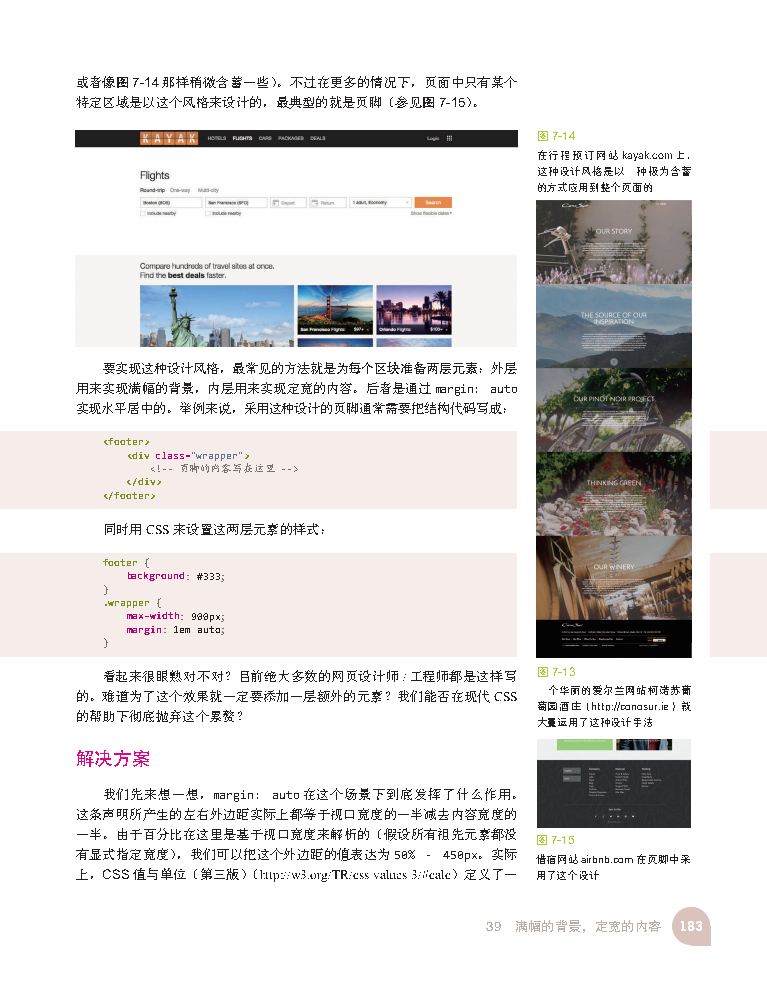 或者像图 7-14 那样稍微含蓄一些）。不过在更多的情况下，页面中只有某个
特定区域是以这个风格来设计的，最典型的就是页脚（参见图 7-15）。
KAYAK HOTELS FLIGHTS CARS PACKAGES DEALS Login
Flights
Round-trip One-way Multi-city
Boston (BOS) San Francisco (SFO) Depart Return 1 Adult, Economy Search
Include nearby Include nearby Show flexible dates
Compare hundreds of travel sites at once.
Find the best deals faster.
San Francisco Flights $97+ Orlando Flights $100+
图 7-14
在行程预订网站 kayak.com 上，
这种设计风格是以 种极为含蓄
的方式应用到整个页面的
OUR STORY
THE SOURCE OF OUR
INSPIRATION
OUR PINOT NOIR PROJECT
THINKING GREEN
OUR WINERY
图 7-13
个华丽的爱尔兰网站柯诺苏葡
萄园酒庄（http://conosur.ie）就
大量运用了这种设计手法
图 7-15
借宿网站 airbnb.com 在页脚中采
用了这个设计
要实现这种设计风格，最常见的方法就是为每个区块准备两层元素：外层
用来实现满幅的背景，内层用来实现定宽的内容。后者是通过 margin: auto
实现水平居中的。举例来说，采用这种设计的页脚通常需要把结构代码写成：
<footer>
<div class="wrapper">
<!-- 页脚的内容写在这里 -->
</div>
</footer>
同时用 CSS 来设置这两层元素的样式：
footer {
background: #333;
}
.wrapper {
max-width: 900px;
margin: 1em auto;
}
看起来很眼熟对不对？目前绝大多数的网页设计师 / 工程师都是这样写
的。难道为了这个效果就一定要添加一层额外的元素？我们能否在现代 CSS
的帮助下彻底抛弃这个累赘？
解决方案
我们先来想一想，margin: auto 在这个场景下到底发挥了什么作用。
这条声明所产生的左右外边距实际上都等于视口宽度的一半减去内容宽度的
一半。由于百分比在这里是基于视口宽度来解析的（假设所有祖先元素都没
有显式指定宽度），我们可以把这个外边距的值表达为 50% - 450px。实际
上，CSS 值与单位（第三版）（http://w3.org/TR/css values 3/#calc）定义了一
39 满幅的背景，定宽的内容 183